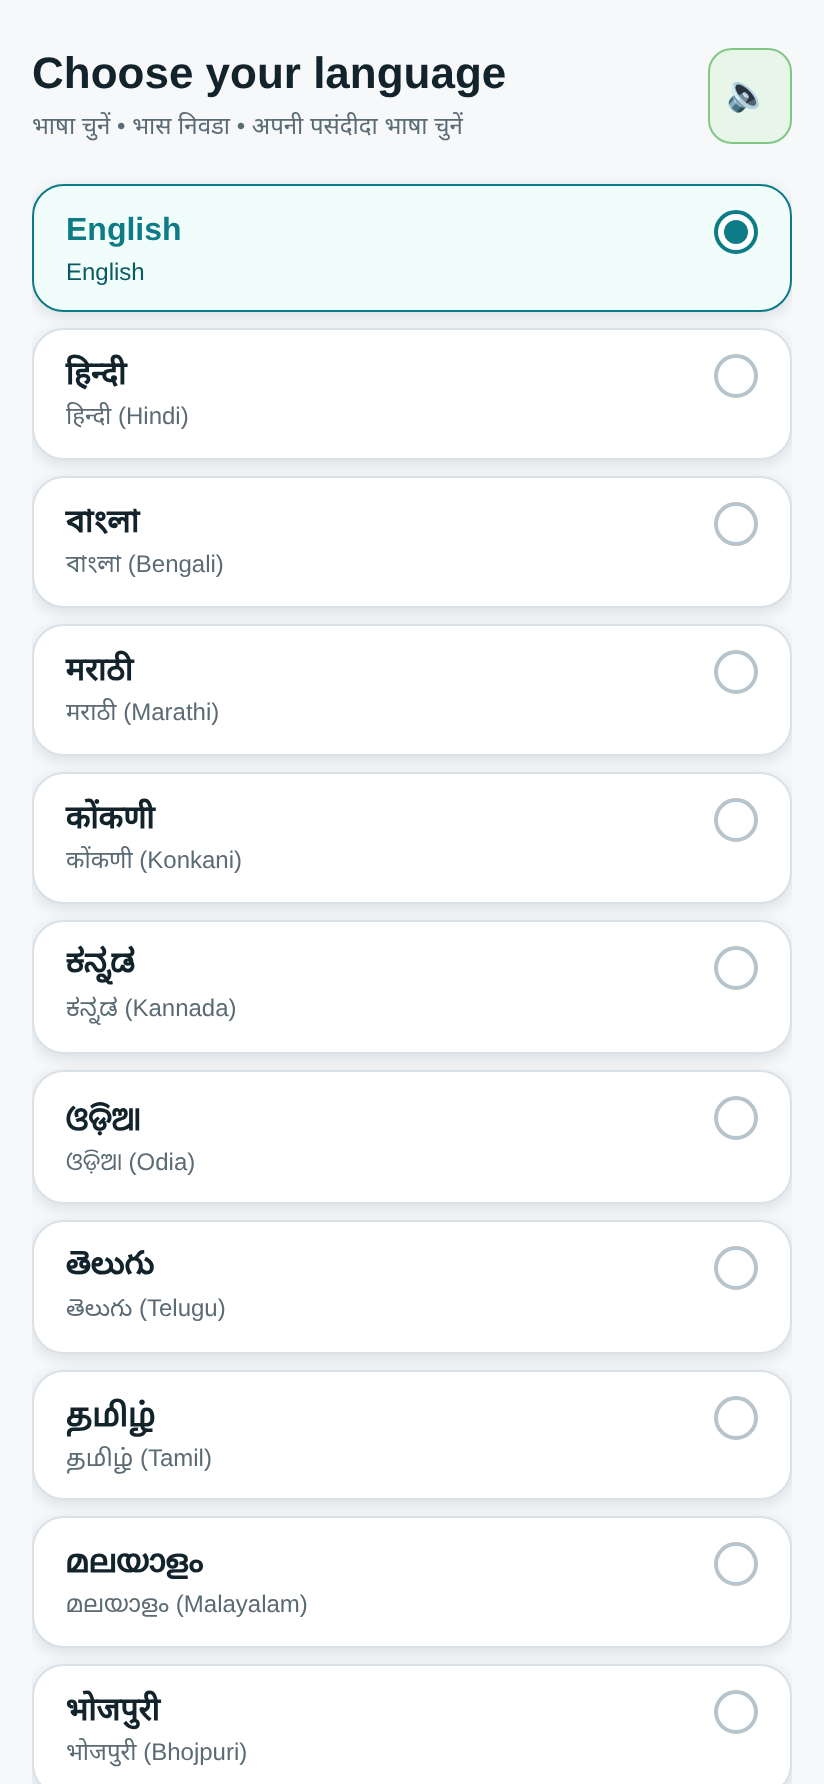 Choose your language
भाषा चुनें • भास निवडा • अपनी पसंदीदा भाषा चुनें
English
English
हिन्दी
हिन्दी (Hindi)
বাংলা
বাংলা (Bengali)
मराठी
मराठी (Marathi)
कोंकणी
कोंकणी (Konkani)
ಕನ್ನಡ
ಕನ್ನಡ (Kannada)
ଓଡ଼ିଆ
ଓଡ଼ିଆ (Odia)
తెలుగు
తెలుగు (Telugu)
தமிழ்
தமிழ் (Tamil)
മലയാളം
മലയാളം (Malayalam)
भोजपुरी
भोजपुरी (Bhojpuri)